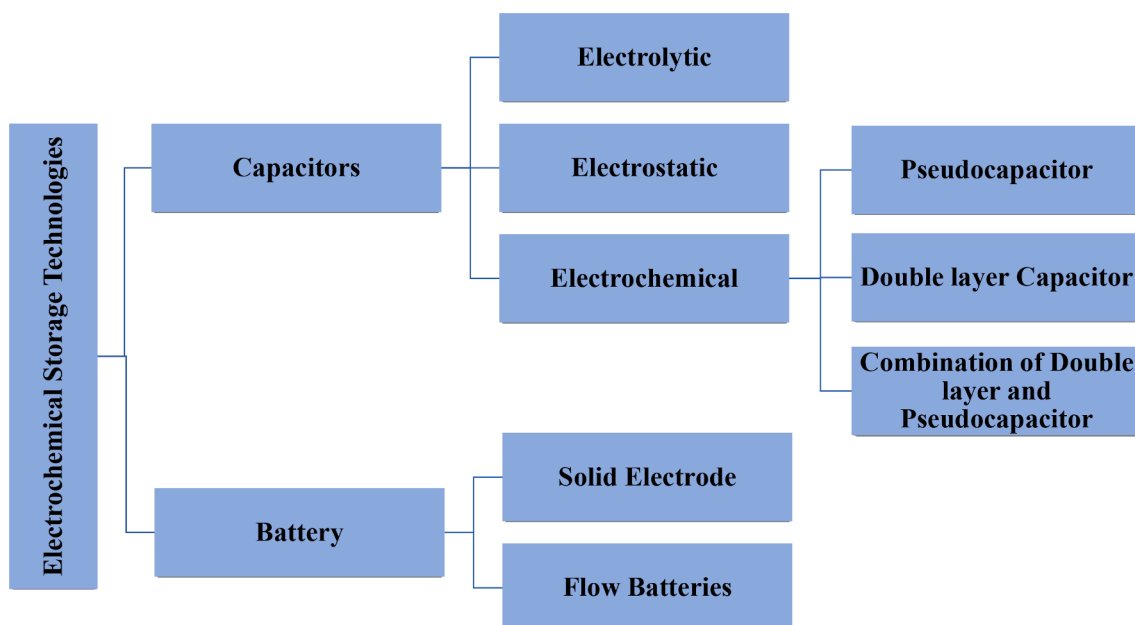 Electrochemical Storage Technologies
Capacitors
Electrolytic
Electrostatic
Electrochemical
Pseudocapacitor
Double layer Capacitor
Combination of Double
layer and
Pseudocapacitor
Battery
Solid Electrode
Flow Batteries